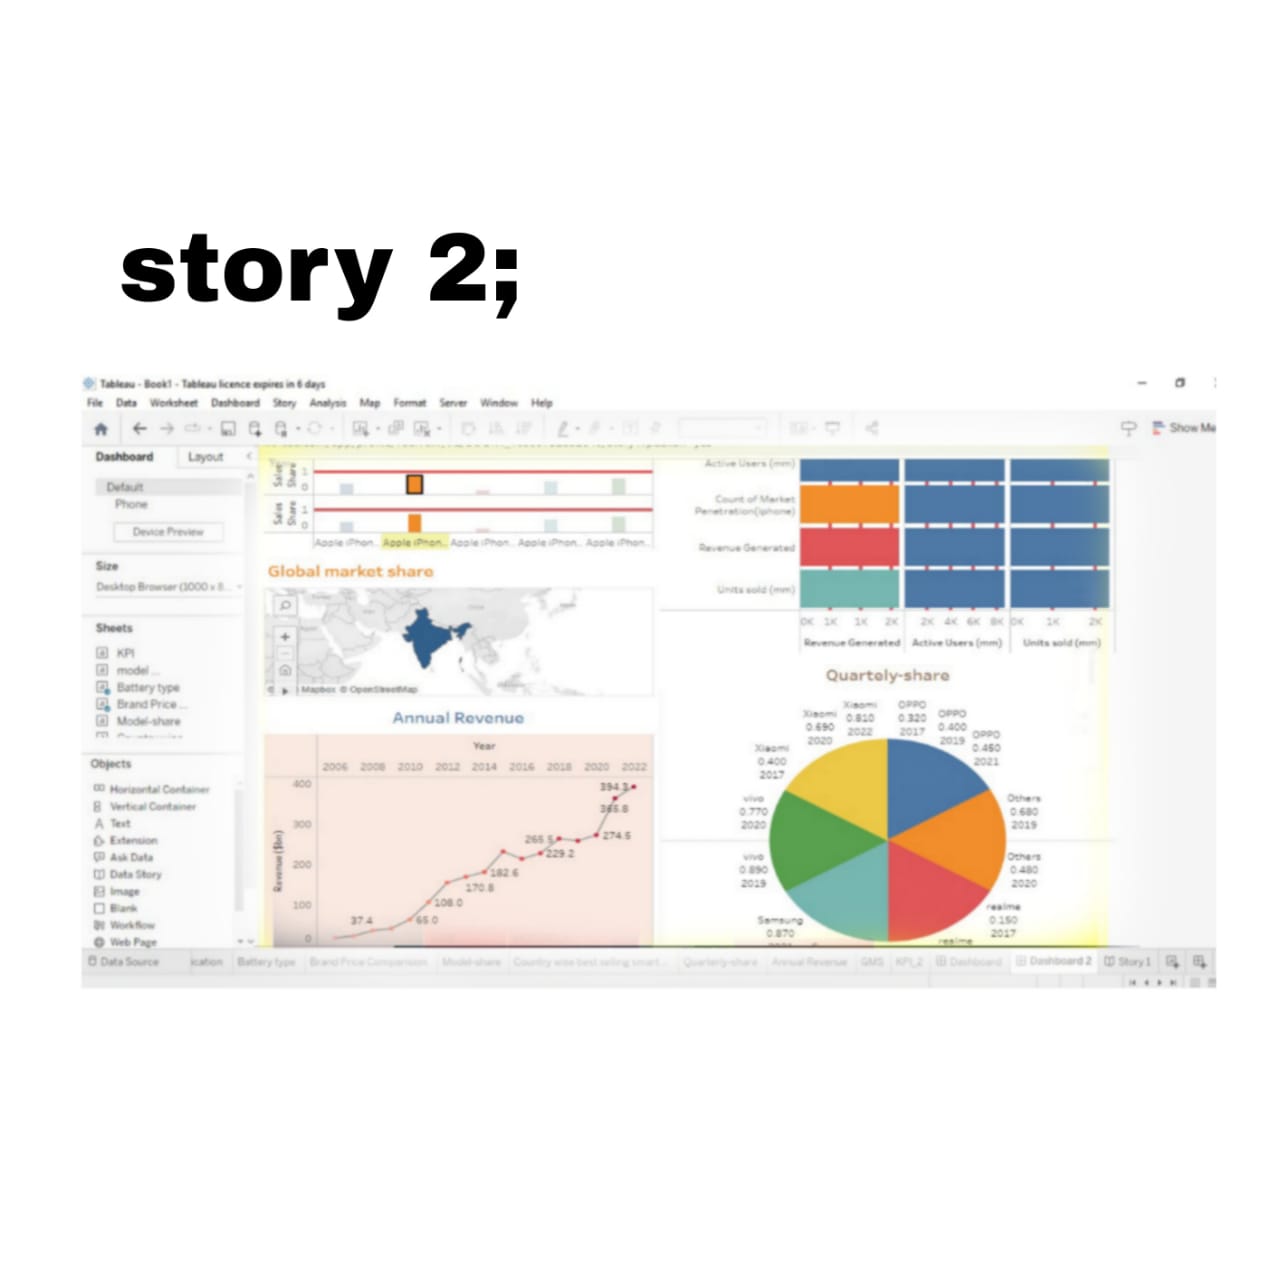 story 2;
Tableau - Book1 - Tableau licence expires in 6 days
File Data Worksheet Dashboard Story Analysis Map Format Server Window Help
Show Me
Dashboard Layout
Default
Phone
Device Preview
Size
Desktop Browser (1000 x 8...
Sheets
KPI
model ...
Battery type
Brand Price ...
Model-share
Objects
Horizontal Container
Vertical Container
Text
Extension
Ask Data
Data Story
Image
Blank
Workflow
Web Page
Sales Share
1
0
Sales Share
1
0
Apple iPhon.. Apple iPhon.. Apple iPhon.. Apple iPhon.. Apple iPhon..
Global market share
Mapbox © OpenStreetMap
Annual Revenue
Year
2006 2008 2010 2012 2014 2016 2018 2020 2022
Revenue ($bn)
400
300
200
100
0
37.4
65.0
108.0
170.8
182.6
229.2
265.5
274.5
365.8
394.3
Active Users (mm)
Count of Market
Penetration(Iphone)
Revenue Generated
Units sold (mm)
0K 1K 1K 2K 2K 4K 6K 8K 0K 1K 2K
Revenue Generated Active Users (mm) Units sold (mm)
Quartely-share
Xiaomi
0.400
2017
Xiaomi
0.690
2020
Xiaomi
0.810
2022
OPPO
0.320
2017
OPPO
0.400
2019
OPPO
0.450
2021
Others
0.680
2019
Others
0.480
2020
realme
0.150
2017
realme
vivo
0.770
2020
vivo
0.890
2019
Samsung
0.870
Data Source ication Battery type Brand Price Comparison Model-share Country wise best selling smart... Quarterly-share Annual Revenue GMS KPI_2 Dashboard Dashboard 2 Story 1